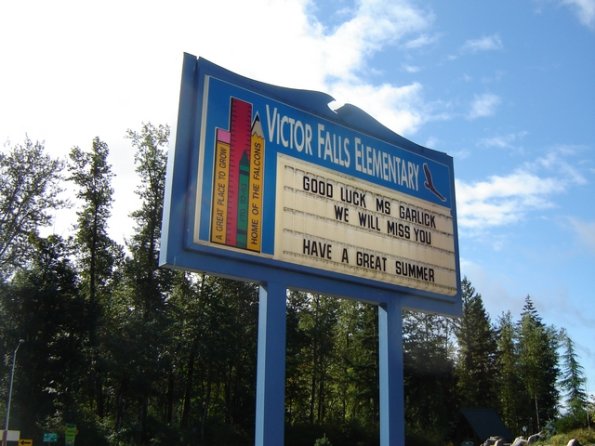 Victor Falls Elementary
A GREAT PLACE TO GROW
HOME OF THE FALCONS
GOOD LUCK MS GARLICK
WE WILL MISS YOU
HAVE A GREAT SUMMER